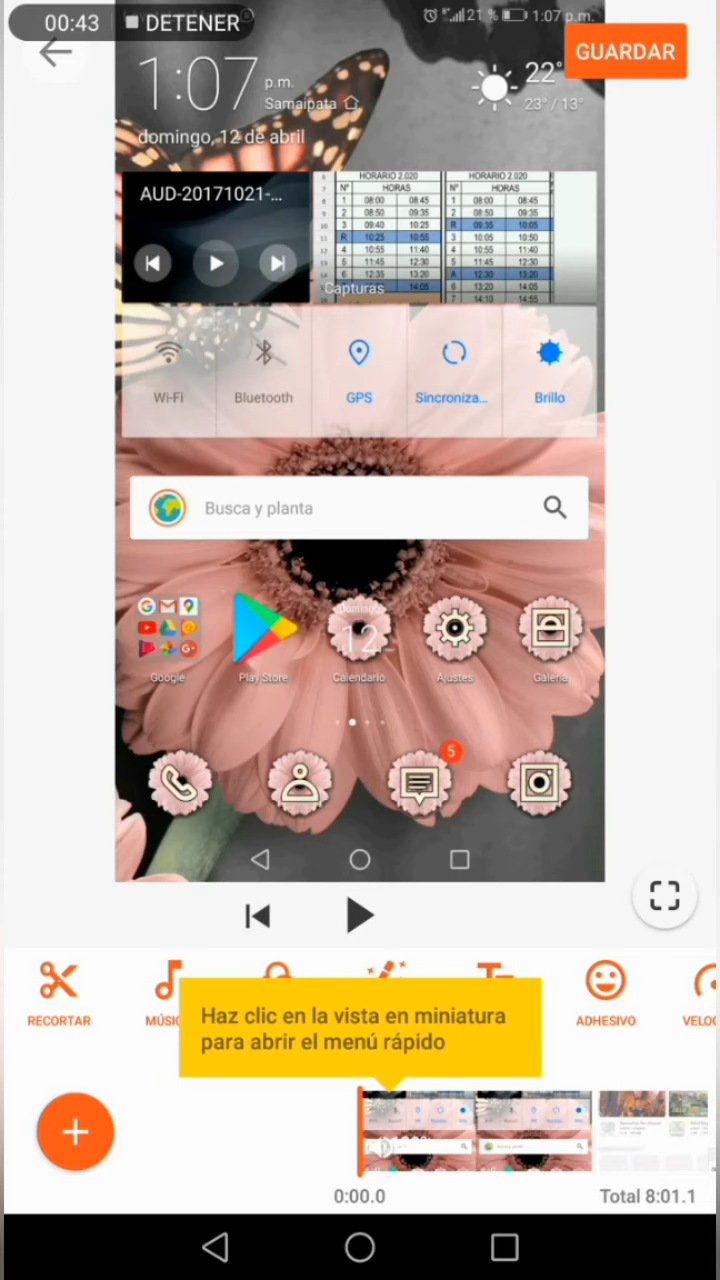 00:43
DETENER
21 %
1:07 p.m.
GUARDAR
1:07
p.m.
Samaipata
22°
23° / 13°
domingo, 12 de abril
AUD-20171021-...
HORARIO 2.020
HORARIO 2.020
Nº HORAS
Nº HORAS
1 08:00 08:45
1 08:00 08:45
2 08:50 09:35
2 08:50 09:35
3 09:40 10:25
R 09:35 10:05
R 10:25 10:55
3 10:05 10:50
4 10:55 11:40
4 10:55 11:40
5 11:45 12:30
5 11:45 12:30
6 12:35 13:20
A 12:30 13:20
14:05
6 13:20 14:05
7 14:10 14:55
Capturas
Wi-Fi
Bluetooth
GPS
Sincroniza...
Brillo
Busca y planta
Domingo
12
Google
Play Store
Calendario
Ajustes
Galería
5
RECORTAR
ADHESIVO
Haz clic en la vista en miniatura
para abrir el menú rápido
0:00.0
Total 8:01.1